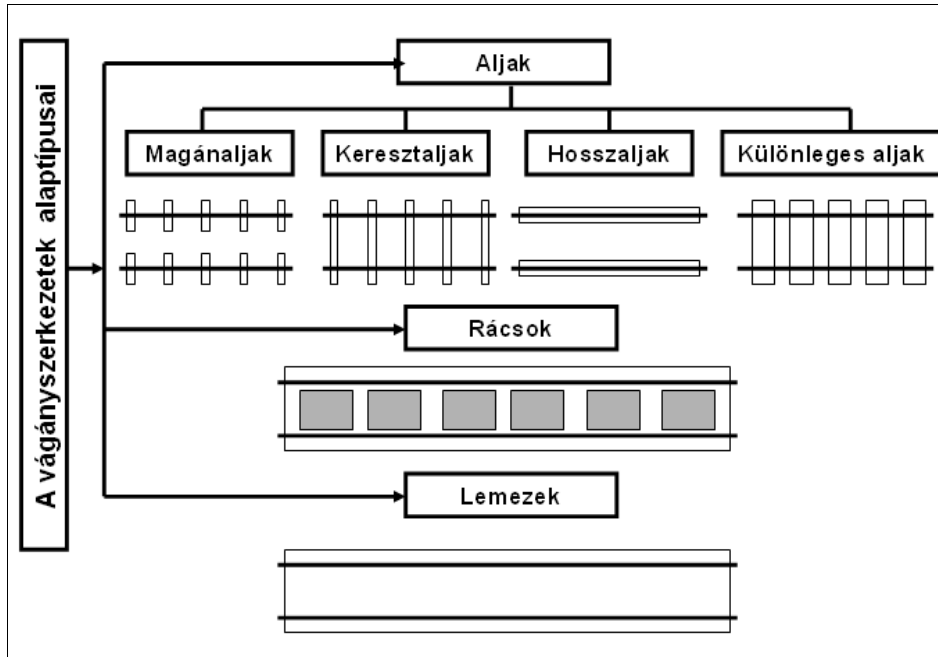 A vágányszerkezetek alaptípusai
Aljak
Magánaljak
Keresztaljak
Hosszaljak
Különleges aljak
Rácsok
Lemezek